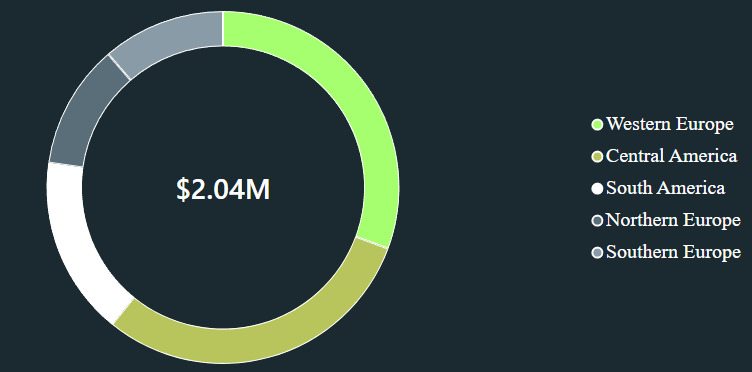 $2.04M
Western Europe
Central America
South America
Northern Europe
Southern Europe